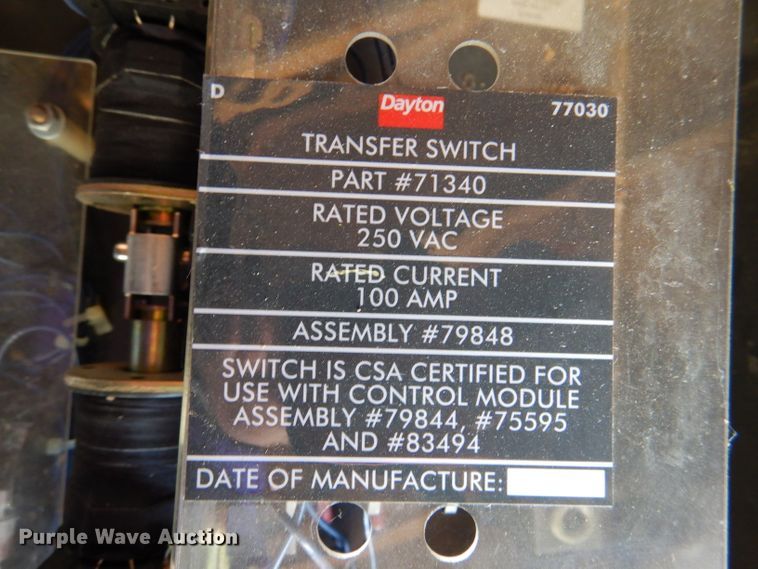 D Dayton 77030
TRANSFER SWITCH
PART #71340
RATED VOLTAGE
250 VAC
RATED CURRENT
100 AMP
ASSEMBLY #79848
SWITCH IS CSA CERTIFIED FOR
USE WITH CONTROL MODULE
ASSEMBLY #79844, #75595
AND #83494
DATE OF MANUFACTURE:
Purple Wave Auction